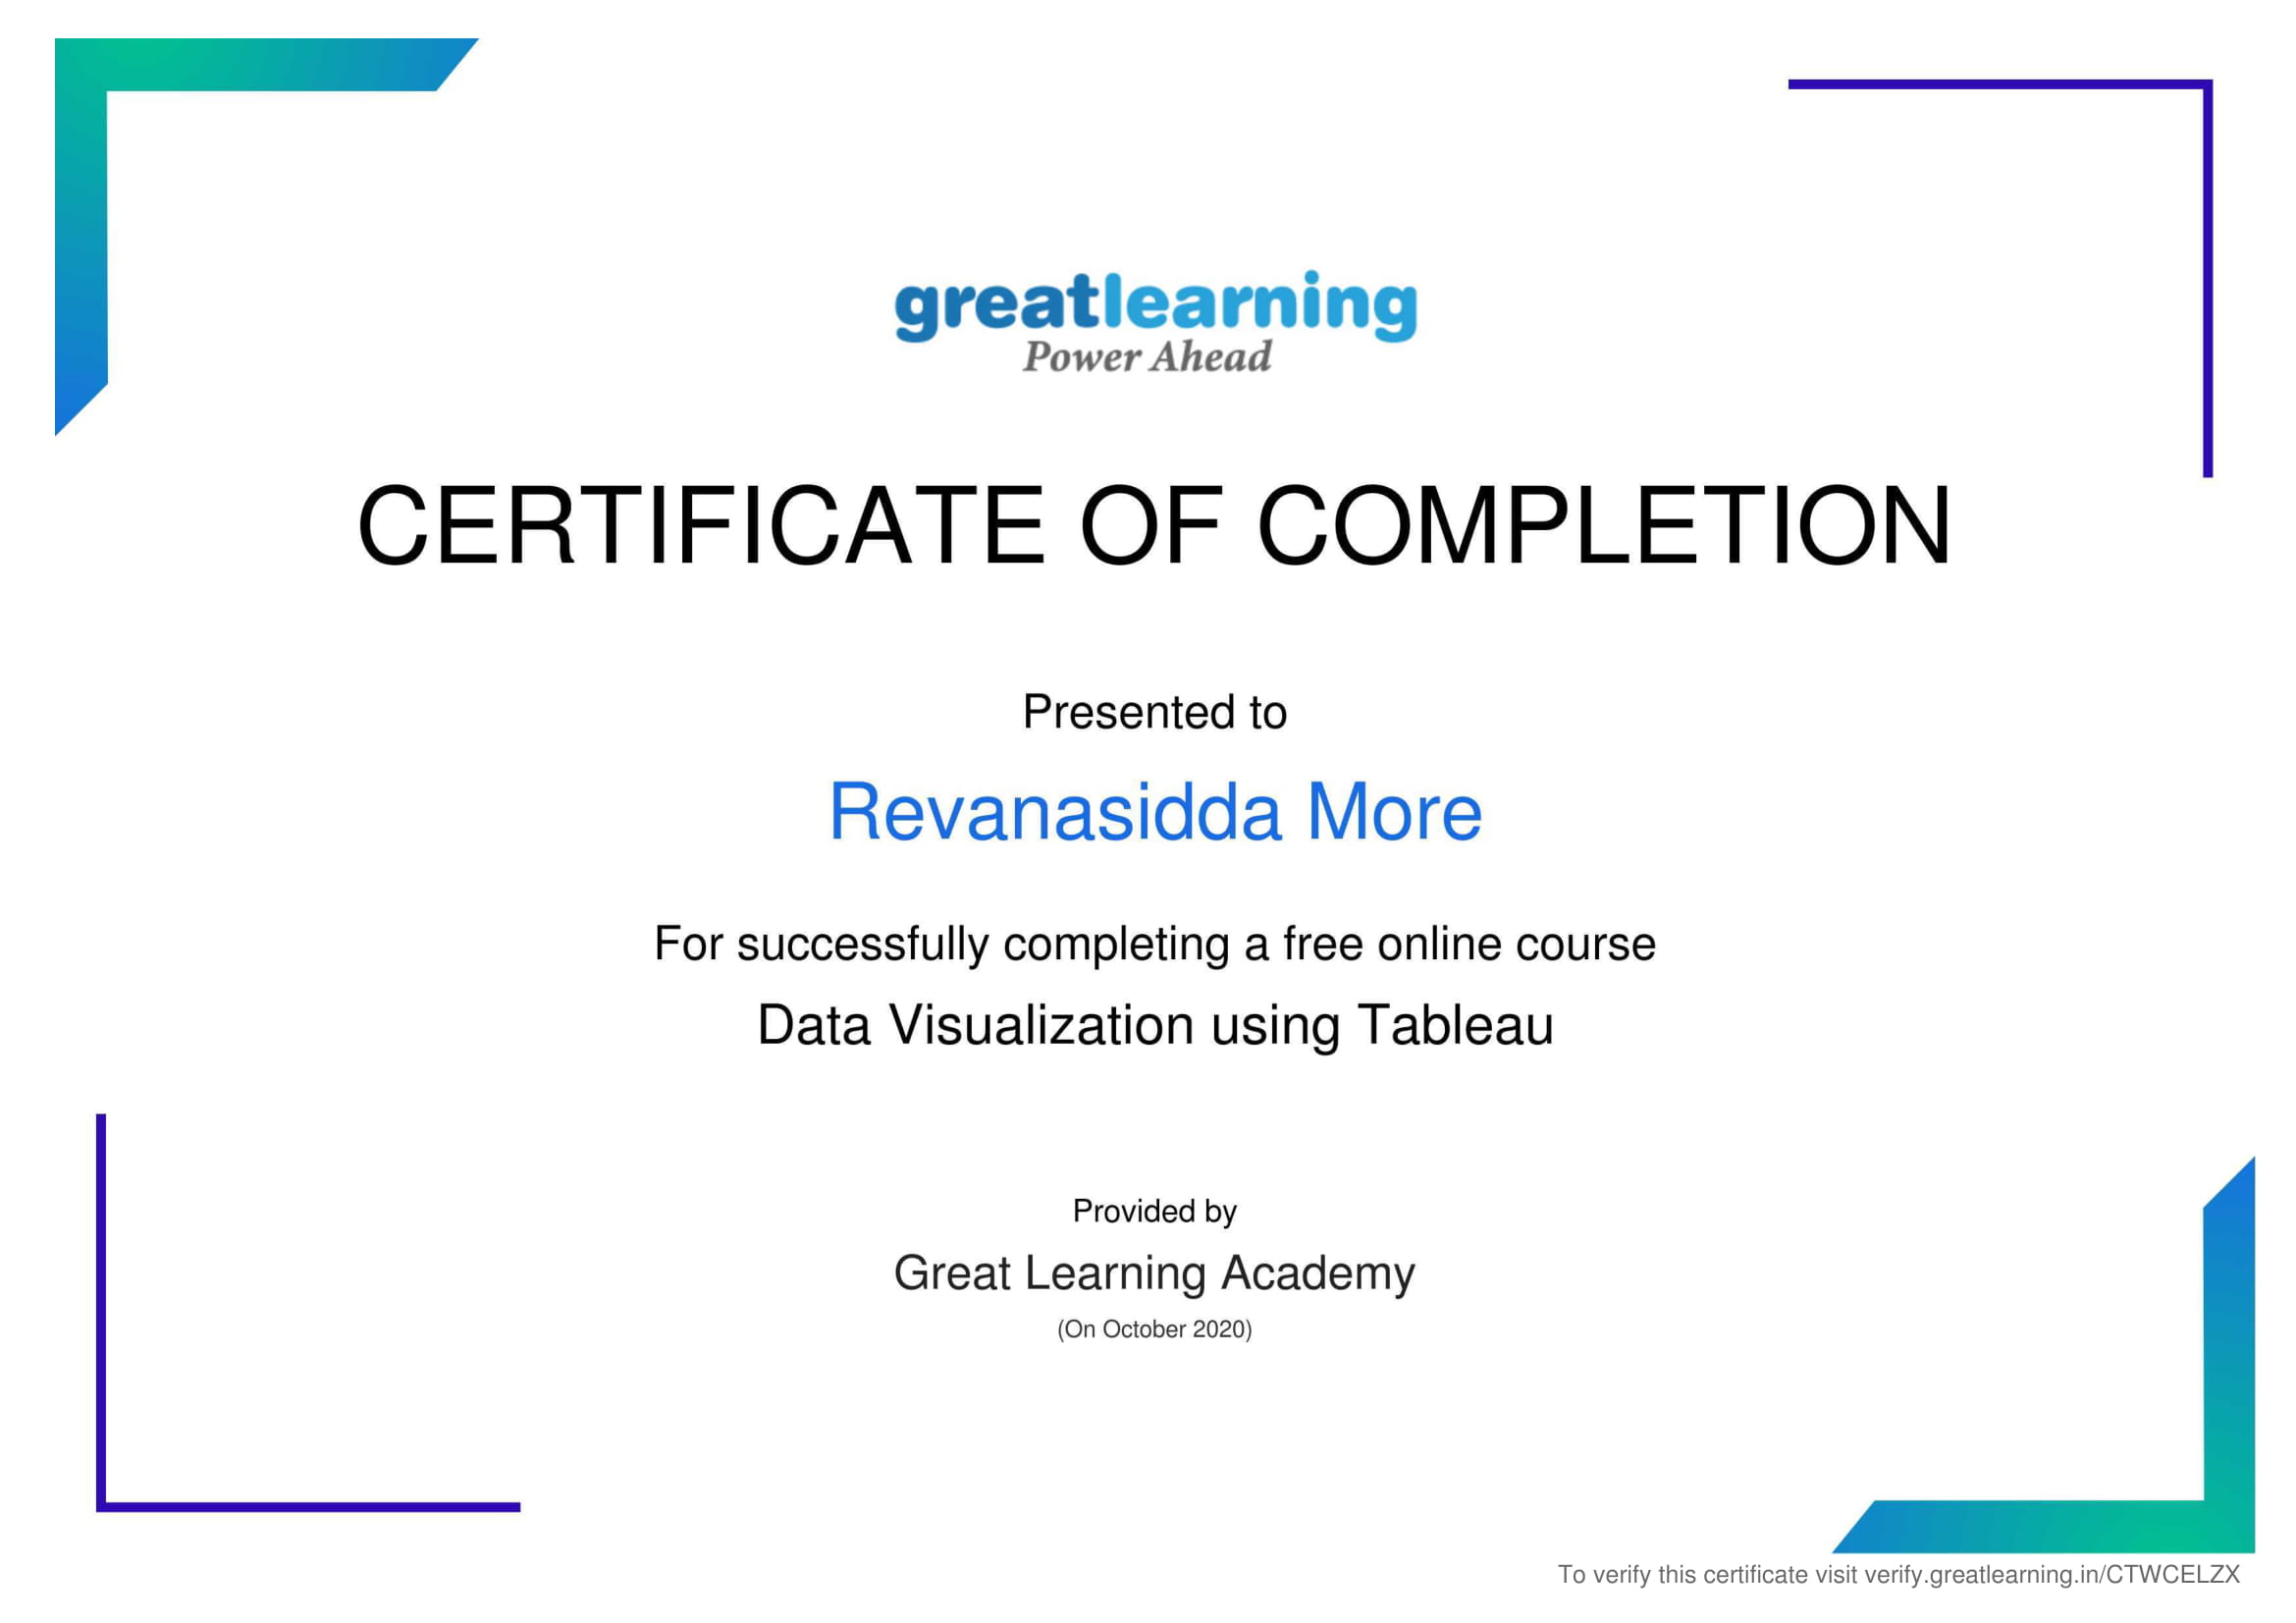 greatlearning
Power Ahead
CERTIFICATE OF COMPLETION
Presented to
Revanasidda More
For successfully completing a free online course
Data Visualization using Tableau
Provided by
Great Learning Academy
(On October 2020)
To verify this certificate visit verify.greatlearning.in/CTWCELZX